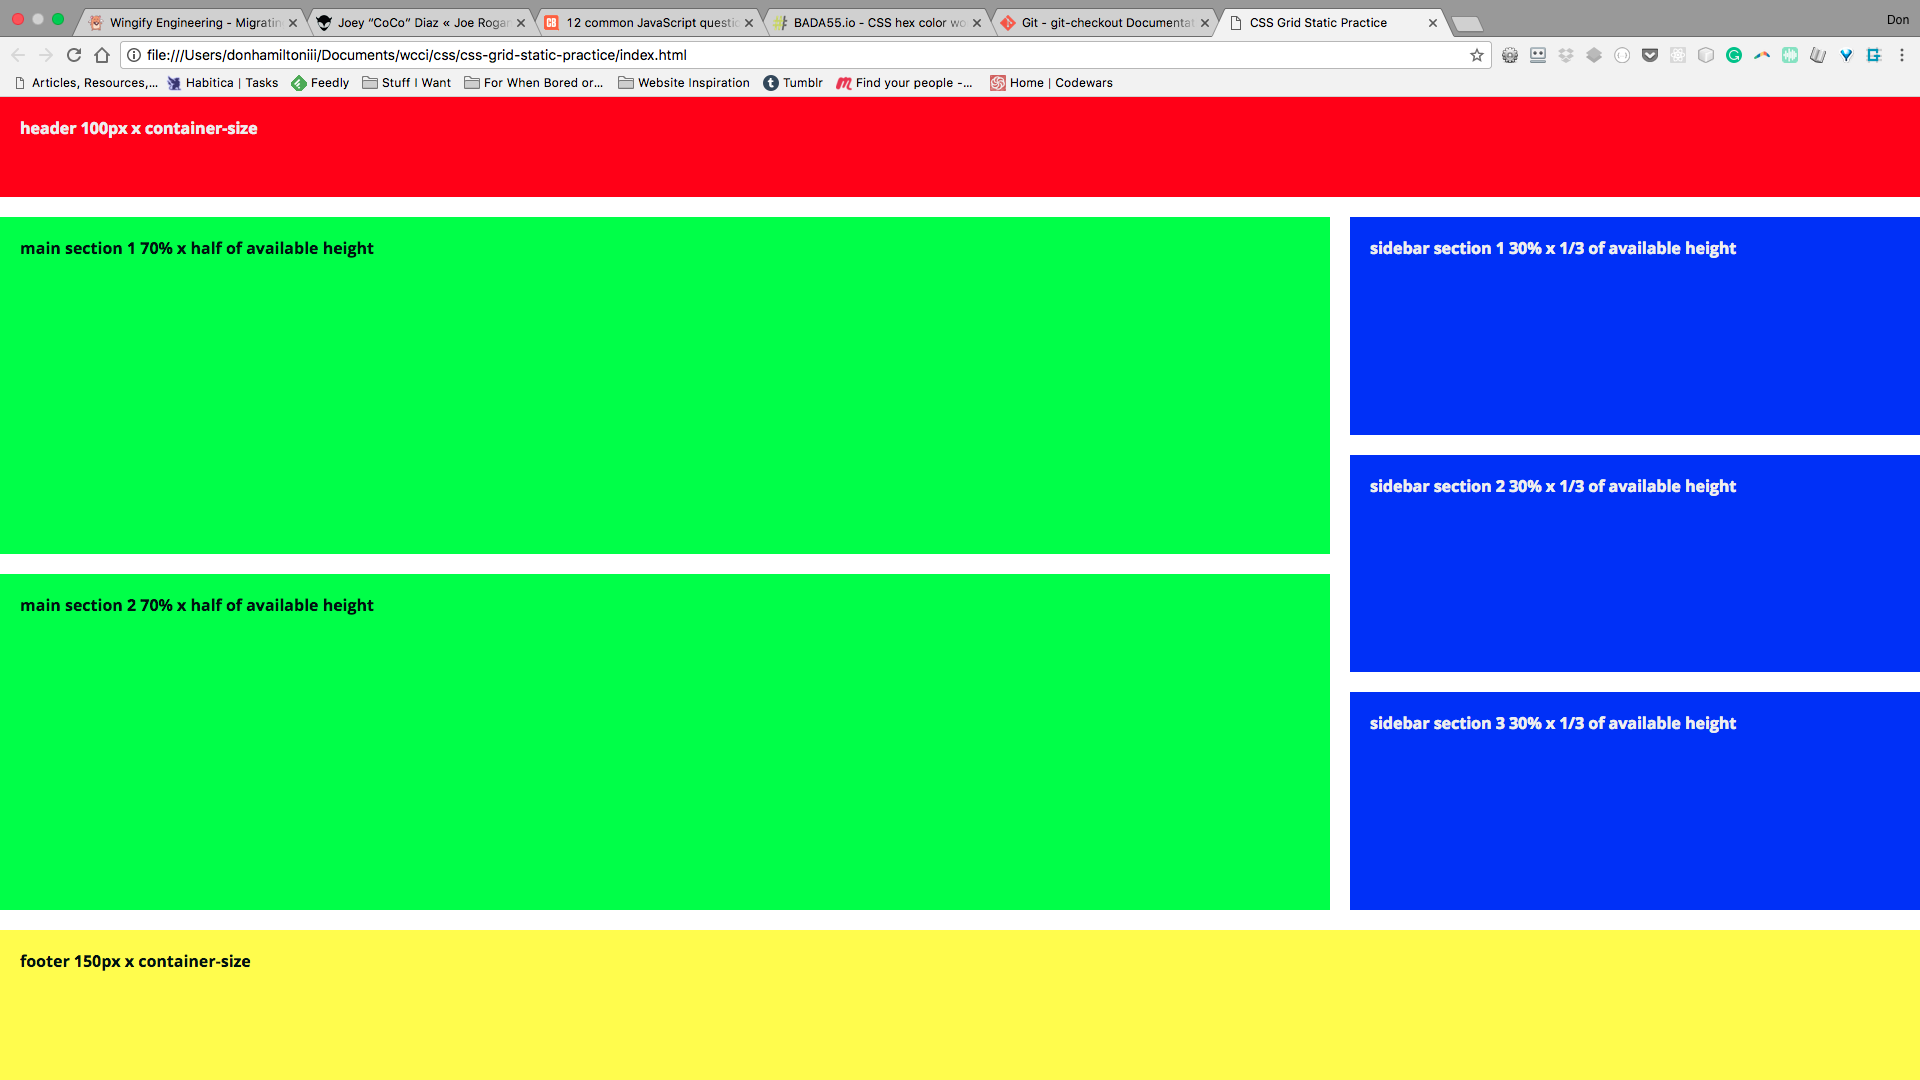 Wingify Engineering - Migratin
Joey “CoCo” Diaz « Joe Rogan
12 common JavaScript questic
BADA55.io - CSS hex color wo
Git - git-checkout Documentat
CSS Grid Static Practice
Don
file:///Users/donhamiltoniii/Documents/wcci/css/css-grid-static-practice/index.html
Articles, Resources,...
Habitica | Tasks
Feedly
Stuff I Want
For When Bored or...
Website Inspiration
Tumblr
Find your people -...
Home | Codewars
header 100px x container-size
main section 1 70% x half of available height
sidebar section 1 30% x 1/3 of available height
sidebar section 2 30% x 1/3 of available height
main section 2 70% x half of available height
sidebar section 3 30% x 1/3 of available height
footer 150px x container-size